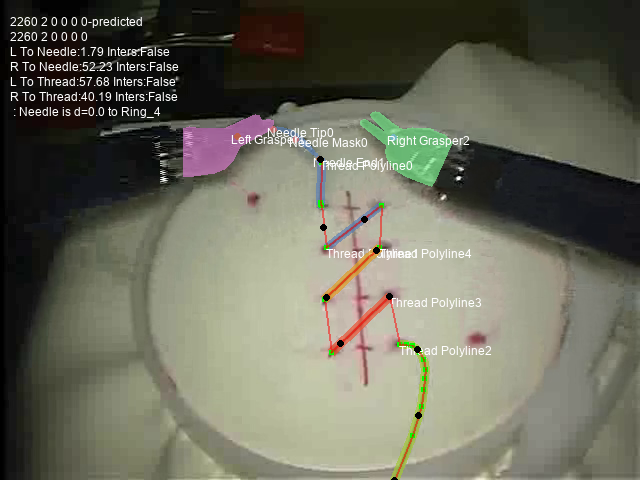 2260 2 0 0 0 0-predicted
2260 2 0 0 0 0
L To Needle:1.79 Inters:False
R To Needle:52.23 Inters:False
L To Thread:57.68 Inters:False
R To Thread:40.19 Inters:False
: Needle is d=0.0 to Ring_4
Needle Tip0
Left Grasper
Needle Mask0
Right Grasper2
Needle End1
Thread Polyline0
Thread
Thread Polyline4
Thread Polyline3
Thread Polyline2